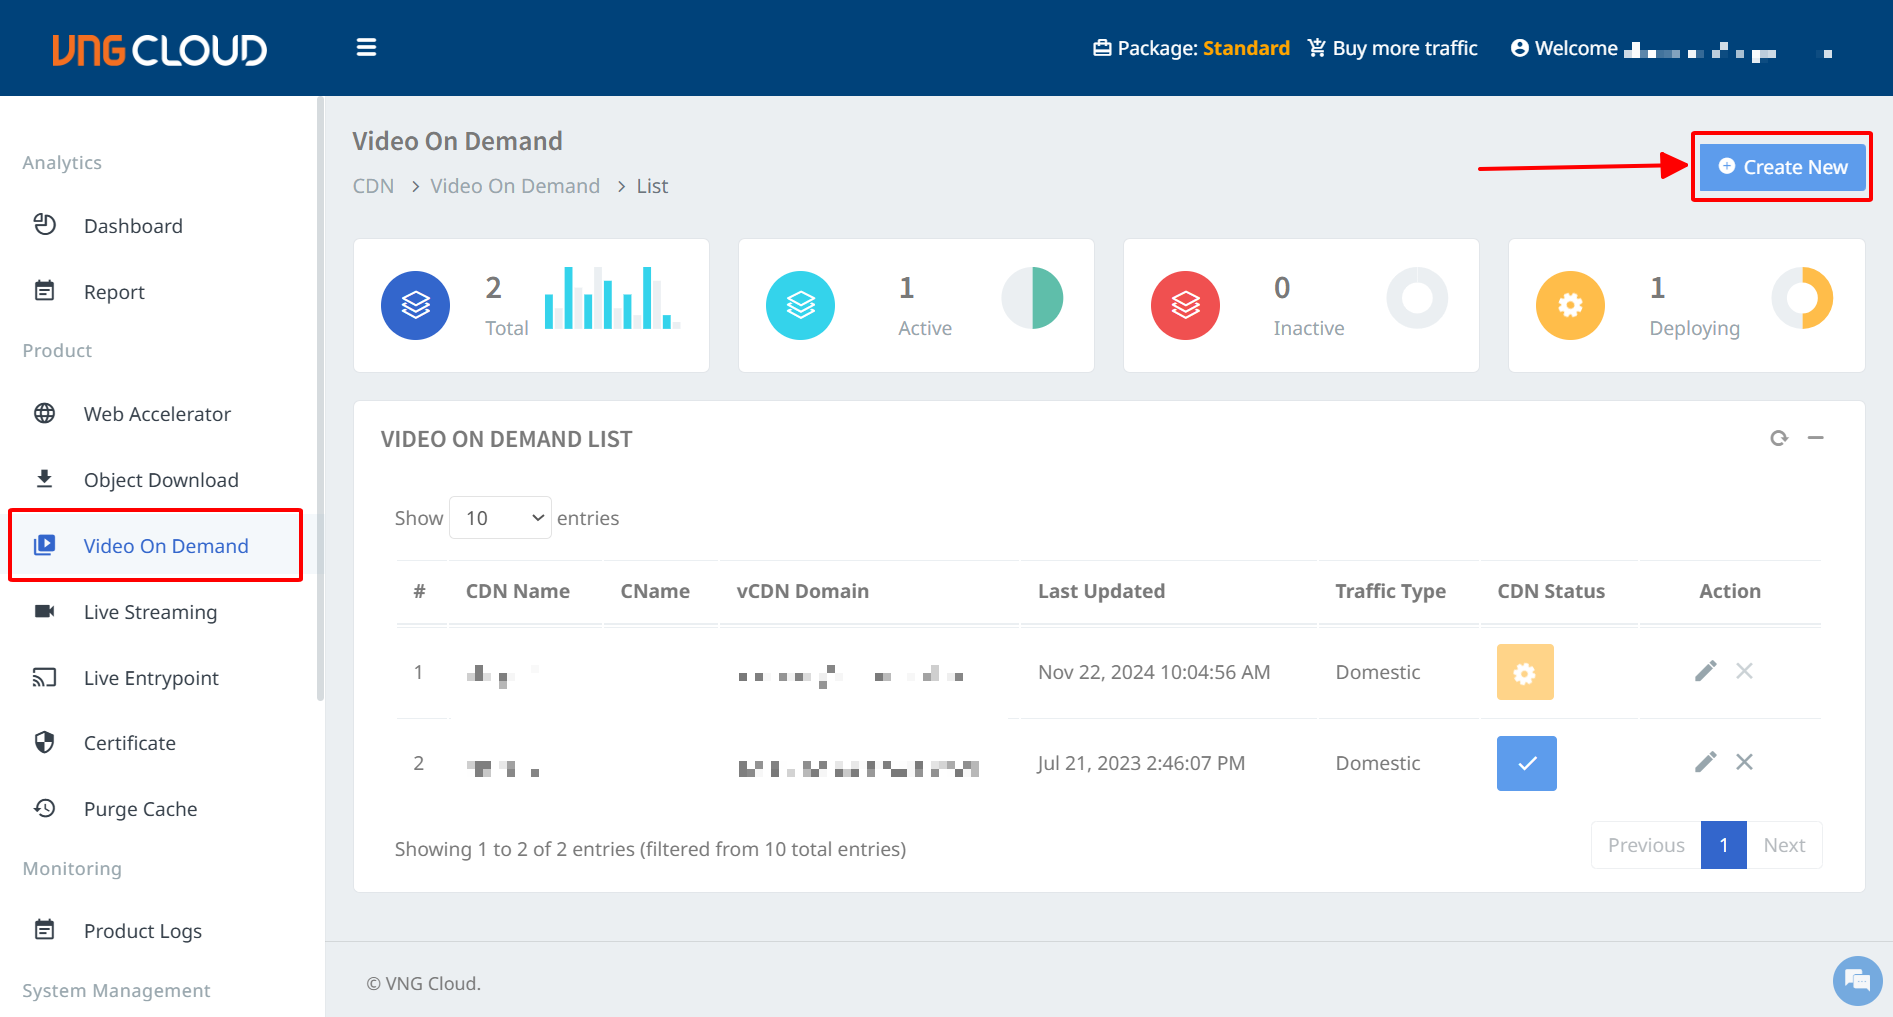 VNG CLOUD
Package: Standard Buy more traffic Welcome
Analytics
Dashboard
Report
Product
Web Accelerator
Object Download
Video On Demand
Live Streaming
Live Entrypoint
Certificate
Purge Cache
Monitoring
Product Logs
System Management
Video On Demand
CDN > Video On Demand > List
Create New
2
Total
1
Active
0
Inactive
1
Deploying
VIDEO ON DEMAND LIST
Show 10 entries
# CDN Name CName vCDN Domain Last Updated Traffic Type CDN Status Action
1 Nov 22, 2024 10:04:56 AM Domestic
2 Jul 21, 2023 2:46:07 PM Domestic
Showing 1 to 2 of 2 entries (filtered from 10 total entries)
Previous 1 Next
© VNG Cloud.